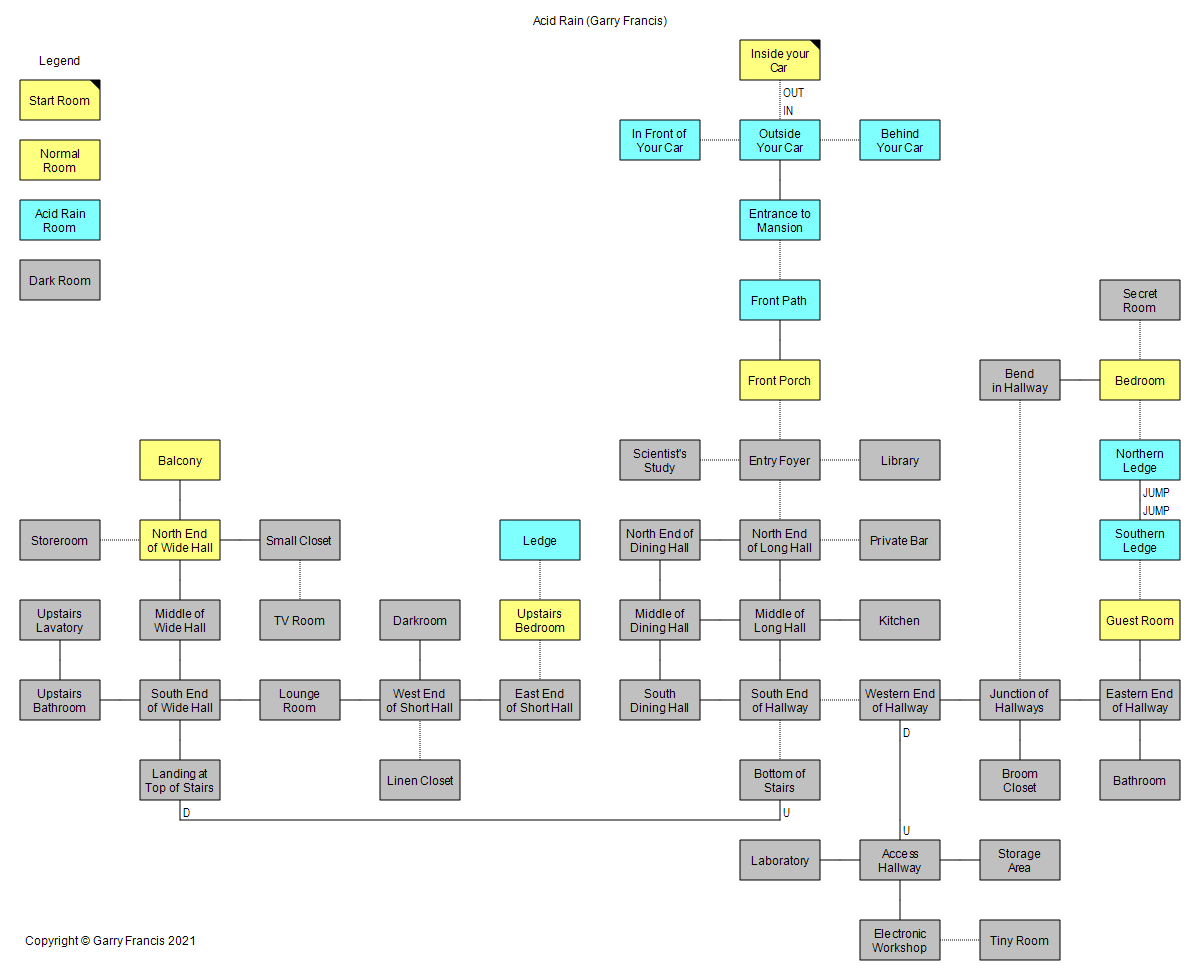 Acid Rain (Garry Francis)
Legend
Start Room
Normal
Room
Acid Rain
Room
Dark Room
Inside your
Car
OUT
IN
In Front of
Your Car
Outside
Your Car
Behind
Your Car
Entrance to
Mansion
Front Path
Secret
Room
Front Porch
Bend
in Hallway
Bedroom
Balcony
Scientist's
Study
Entry Foyer
Library
Northern
Ledge
JUMP
JUMP
Storeroom
North End
of Wide Hall
Small Closet
Ledge
North End of
Dining Hall
North End
of Long Hall
Private Bar
Southern
Ledge
Upstairs
Lavatory
Middle of
Wide Hall
TV Room
Darkroom
Upstairs
Bedroom
Middle of
Dining Hall
Middle of
Long Hall
Kitchen
Guest Room
Upstairs
Bathroom
South End
of Wide Hall
Lounge
Room
West End
of Short Hall
East End
of Short Hall
South
Dining Hall
South End
of Hallway
Western End
of Hallway
Junction of
Hallways
Eastern End
of Hallway
D
Landing at
Top of Stairs
Linen Closet
Bottom of
Stairs
Broom
Closet
Bathroom
D
U
U
Laboratory
Access
Hallway
Storage
Area
Electronic
Workshop
Tiny Room
Copyright © Garry Francis 2021